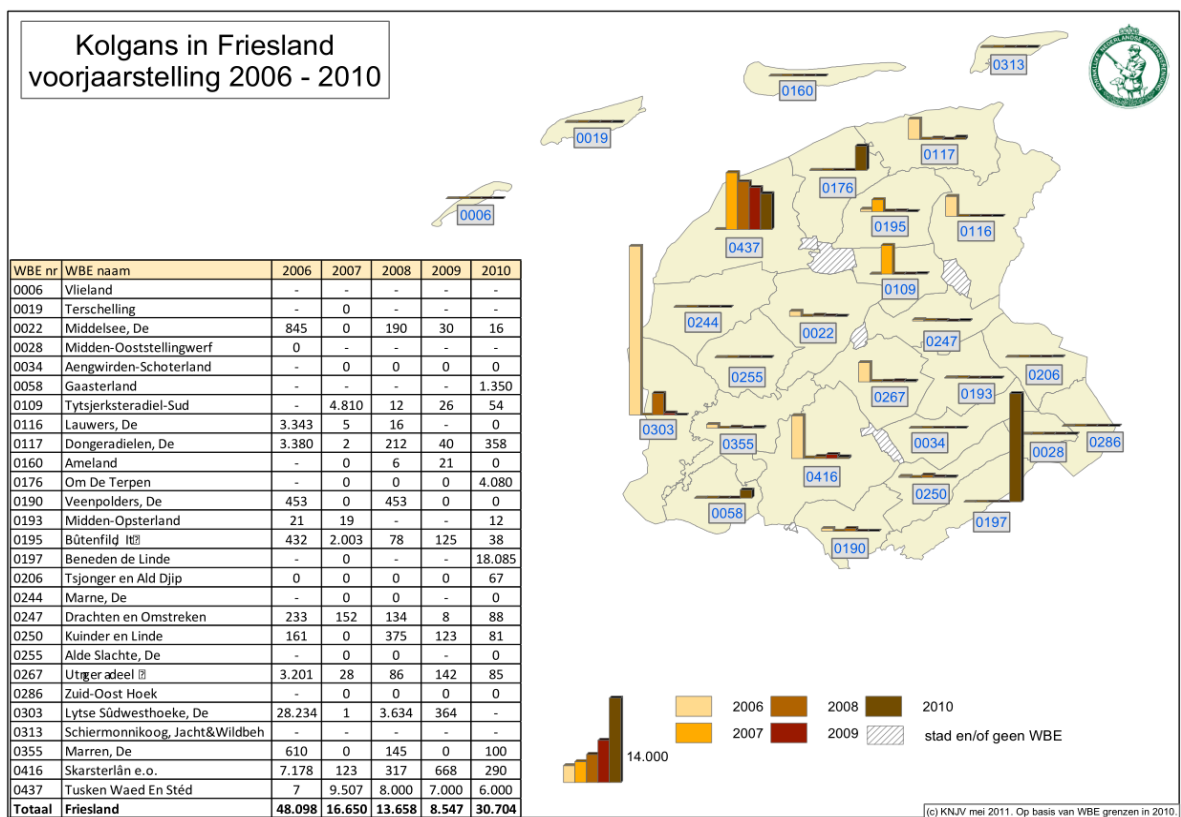 Kolgans in Friesland
voorjaarstelling 2006 - 2010
0313
0160
0019
0117
0176
0006
0195
0116
0437
0109
0244
0022
0247
0255
0267
0193
0206
0303
0355
0416
0034
0028
0286
0250
0058
0197
0190
WBE nr WBE naam 2006 2007 2008 2009 2010
0006 Vlieland - - - - -
0019 Terschelling - 0 - - -
0022 Middelsee, De 845 0 190 30 16
0028 Midden-Ooststellingwerf 0 - - - -
0034 Aengwirden-Schoterland - 0 0 0 0
0058 Gaasterland - - - - 1.350
0109 Tytsjerksteradiel-Sud - 4.810 12 26 54
0116 Lauwers, De 3.343 5 16 - 0
0117 Dongeradielen, De 3.380 2 212 40 358
0160 Ameland - 0 6 21 0
0176 Om De Terpen - 0 0 0 4.080
0190 Veenpolders, De 453 0 453 0 0
0193 Midden-Opsterland 21 19 - - 12
0195 Bûtenfild, It 432 2.003 78 125 38
0197 Beneden de Linde - 0 - - 18.085
0206 Tsjonger en Ald Djip 0 0 0 0 67
0244 Marne, De - 0 0 - 0
0247 Drachten en Omstreken 233 152 134 8 88
0250 Kuinder en Linde 161 0 375 123 81
0255 Alde Slachte, De - 0 0 - 0
0267 3.201 28 86 142 85
0286 Zuid-Oost Hoek - 0 0 0 0
0303 Lytse Sûdwesthoeke, De 28.234 1 3.634 364 -
0313 Schiermonnikoog, Jacht&Wildbeh - - - - -
0355 Marren, De 610 0 145 0 100
0416 Skarsterlân e.o. 7.178 123 317 668 290
0437 Tusken Waed En Stéd 7 9.507 8.000 7.000 6.000
Totaal Friesland 48.098 16.650 13.658 8.547 30.704
14.000
2006 2008 2010
2007 2009 stad en/of geen WBE
(c) KNJV mei 2011. Op basis van WBE grenzen in 2010.